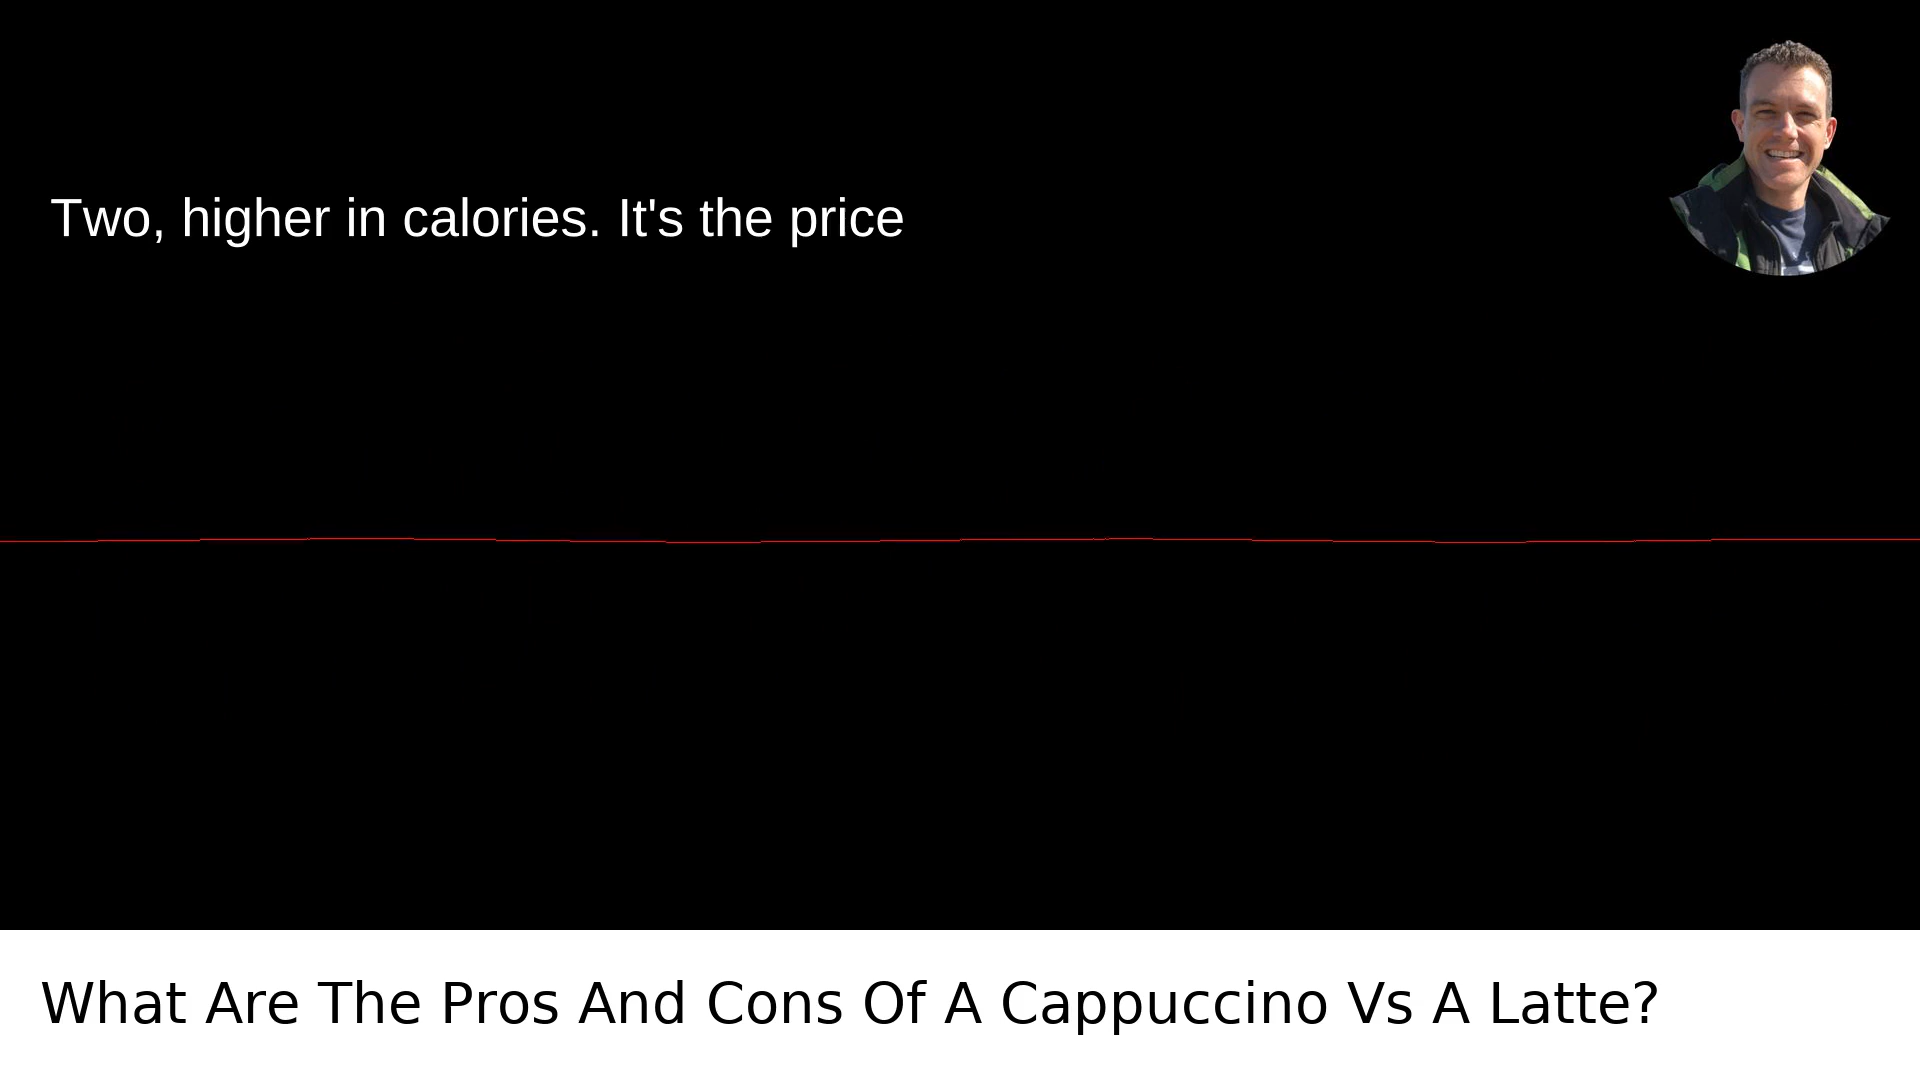 Two, higher in calories. It's the price
What Are The Pros And Cons Of A Cappuccino Vs A Latte?